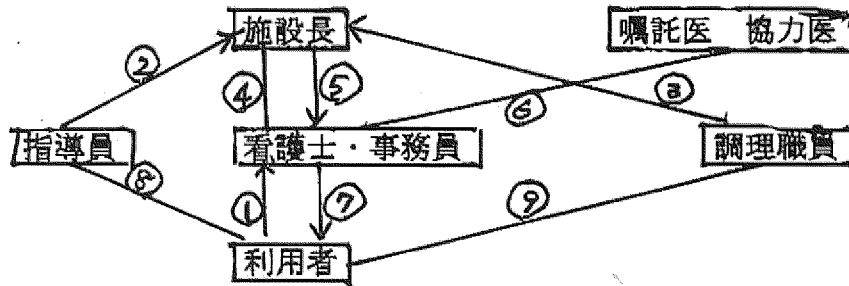 施設長
嘱託医 協力医
②
④
⑤
⑥
指導員
看護士・事務員
調理職員
⑧
①
⑦
⑨
利用者